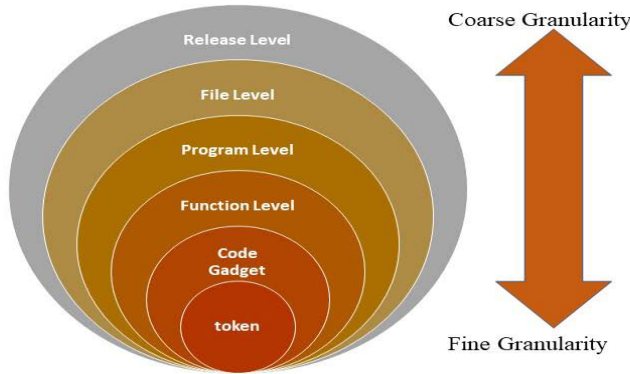 Release Level
Coarse Granularity
File Level
Program Level
Function Level
Code
Gadget
token
Fine Granularity